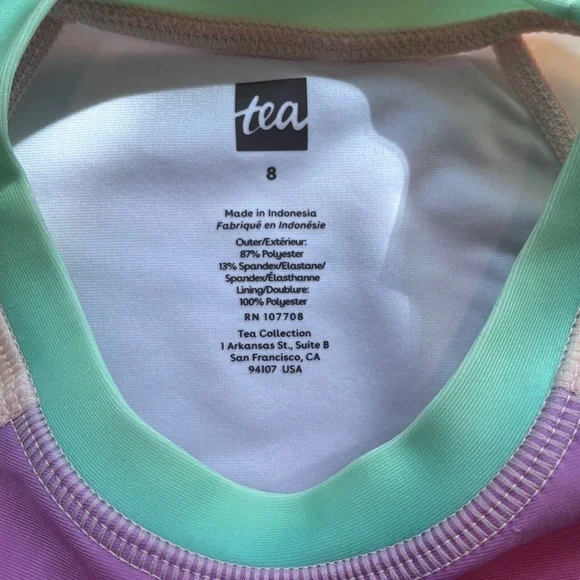 tea
8
Made in Indonesia
Fabriqué en Indonésie
Outer/Extérieur:
87% Polyester
13% Spandex/Elastane/
Spandex/Élasthanne
Lining/Doublure:
100% Polyester
RN 107708
Tea Collection
1 Arkansas St., Suite B
San Francisco, CA
94107 USA